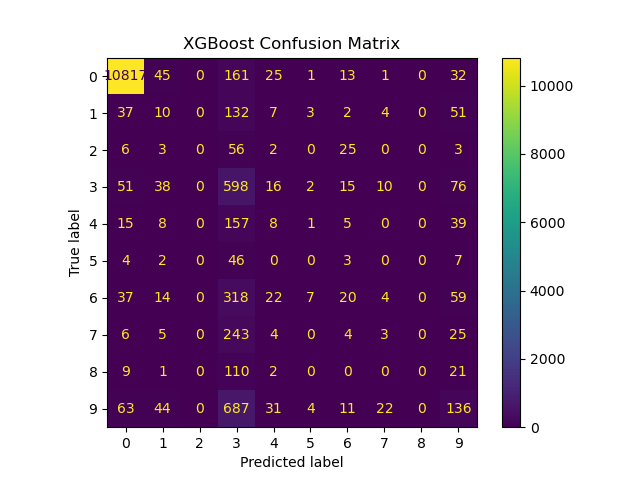 XGBoost Confusion Matrix
0 10817 45 0 161 25 1 13 1 0 32
1 37 10 0 132 7 3 2 4 0 51
2 6 3 0 56 2 0 25 0 0 3
3 51 38 0 598 16 2 15 10 0 76
4 15 8 0 157 8 1 5 0 0 39
5 4 2 0 46 0 0 3 0 0 7
6 37 14 0 318 22 7 20 4 0 59
7 6 5 0 243 4 0 4 3 0 25
8 9 1 0 110 2 0 0 0 0 21
9 63 44 0 687 31 4 11 22 0 136
0 1 2 3 4 5 6 7 8 9
Predicted label
True label
10000
8000
6000
4000
2000
0